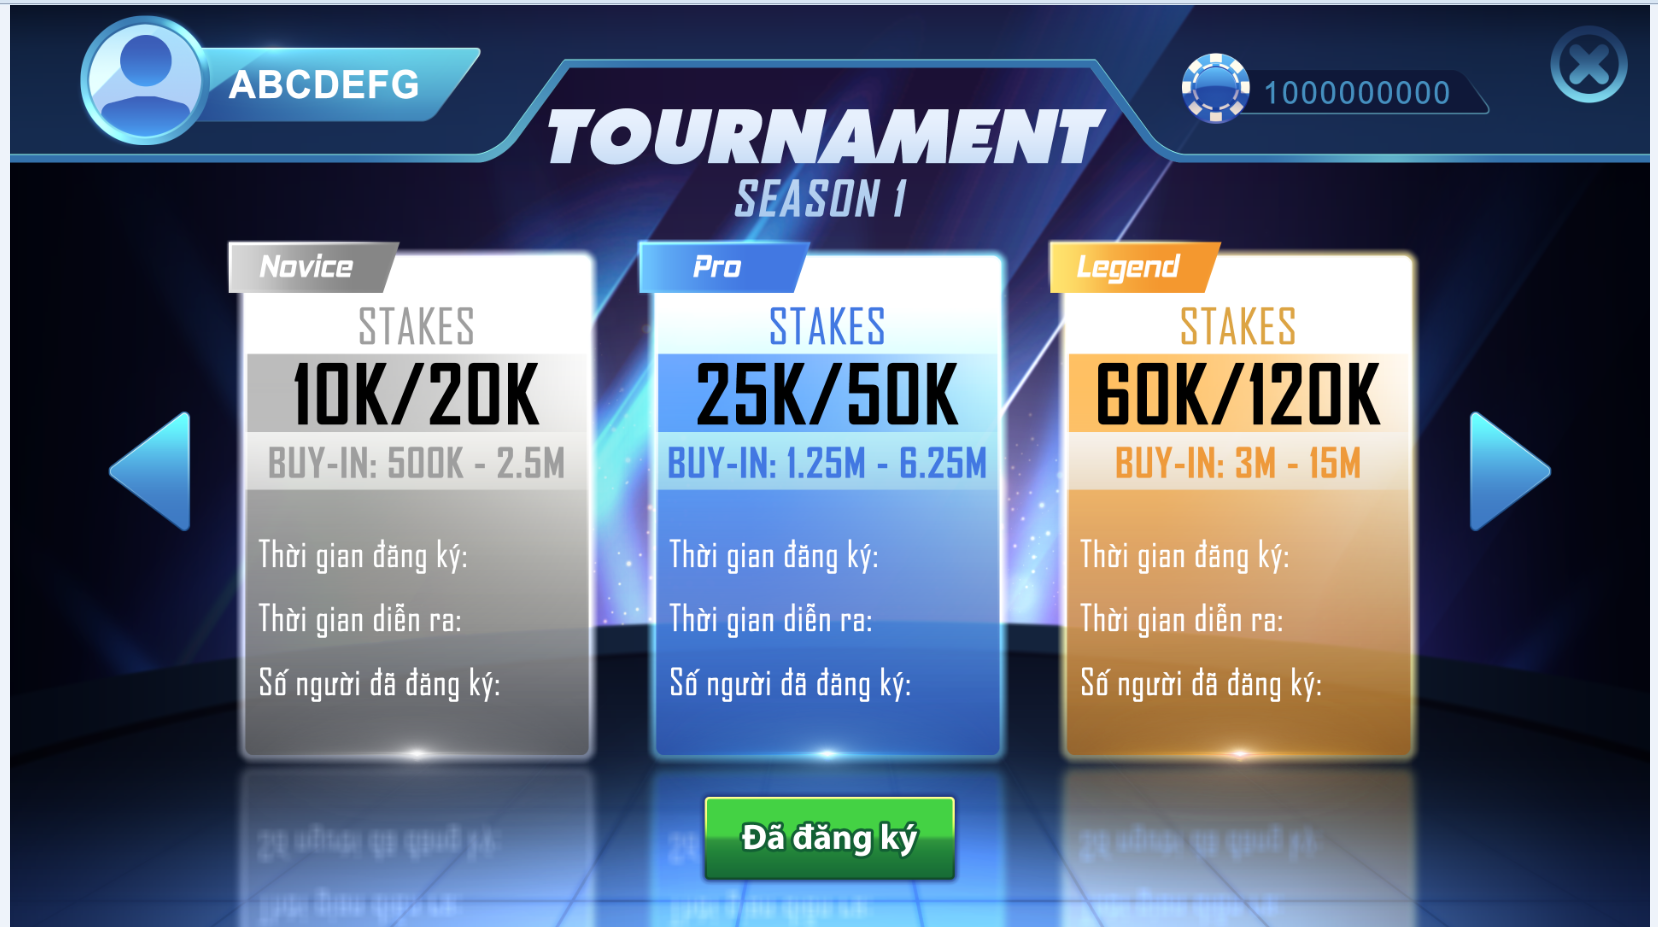 ABCDEFG
1000000000
TOURNAMENT
SEASON 1
Novice
STAKES
10K/20K
BUY-IN: 500K - 2.5M
Thời gian đăng ký:
Thời gian diễn ra:
Số người đã đăng ký:
Pro
STAKES
25K/50K
BUY-IN: 1.25M - 6.25M
Thời gian đăng ký:
Thời gian diễn ra:
Số người đã đăng ký:
Legend
STAKES
60K/120K
BUY-IN: 3M - 15M
Thời gian đăng ký:
Thời gian diễn ra:
Số người đã đăng ký:
Đã đăng ký